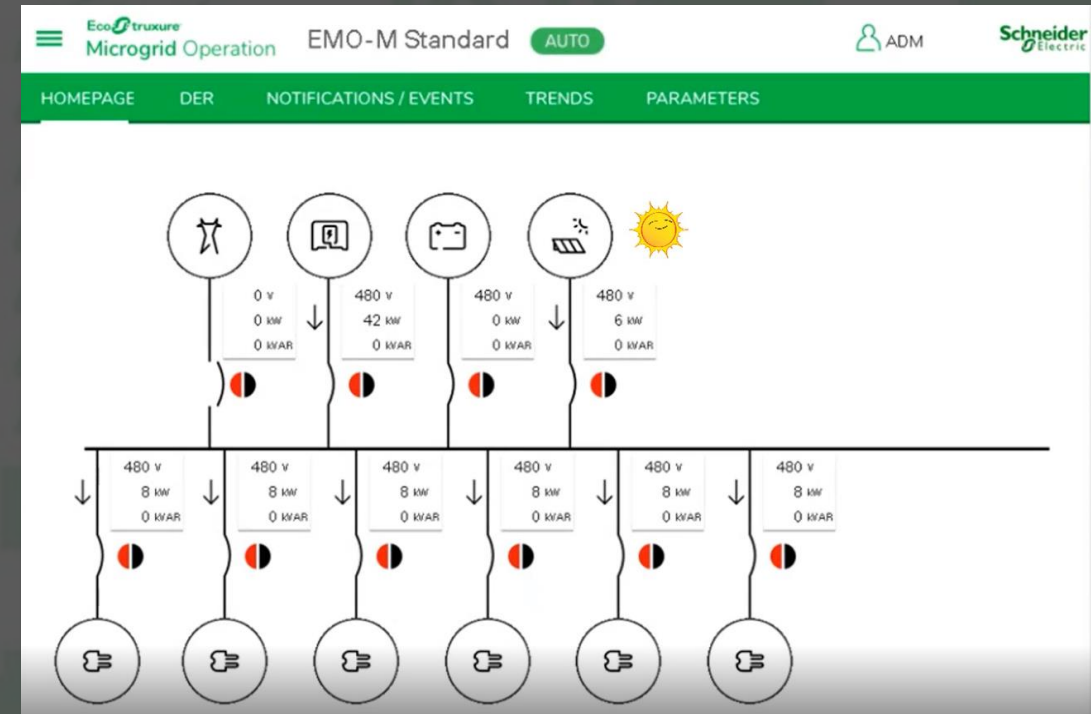 EcoStruxure
Microgrid Operation
EMO-M Standard
AUTO
ADM
Schneider
Electric
HOMEPAGE DER NOTIFICATIONS / EVENTS TRENDS PARAMETERS
0 V 480 V 480 V 480 V
0 kW 42 kW 0 kW 6 kW
0 kVAR 0 kVAR 0 kVAR 0 kVAR
480 V 480 V 480 V 480 V 480 V 480 V
8 kW 8 kW 8 kW 8 kW 8 kW 8 kW
0 kVAR 0 kVAR 0 kVAR 0 kVAR 0 kVAR 0 kVAR